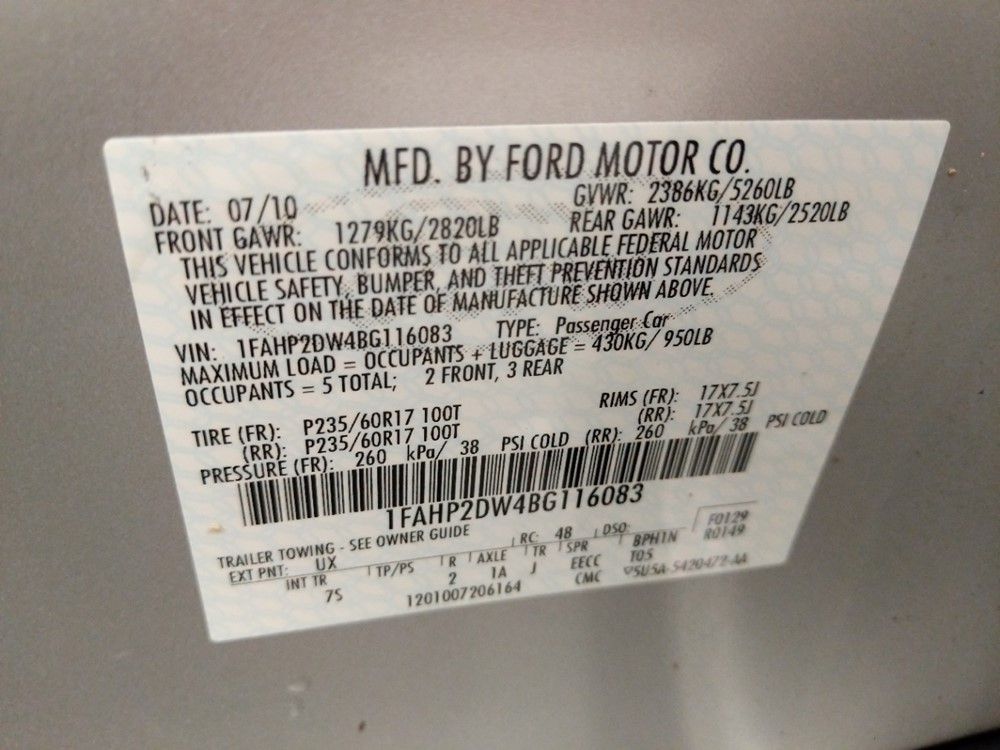 MFD. BY FORD MOTOR CO.
DATE: 07/10 GVWR: 2386KG/5260LB
FRONT GAWR: 1279KG/2820LB REAR GAWR: 1143KG/2520LB
THIS VEHICLE CONFORMS TO ALL APPLICABLE FEDERAL MOTOR
VEHICLE SAFETY, BUMPER, AND THEFT PREVENTION STANDARDS
IN EFFECT ON THE DATE OF MANUFACTURE SHOWN ABOVE.
VIN: 1FAHP2DW4BG116083 TYPE: Passenger Car
MAXIMUM LOAD = OCCUPANTS + LUGGAGE = 430KG/ 950LB
OCCUPANTS = 5 TOTAL; 2 FRONT, 3 REAR
TIRE (FR): P235/60R17 100T RIMS (FR): 17X7.5J
(RR): P235/60R17 100T (RR): 17X7.5J
PRESSURE (FR): 260 kPa/ 38 PSI COLD (RR): 260 kPa/ 38 PSI COLD
1FAHP2DW4BG116083
TRAILER TOWING - SEE OWNER GUIDE F0129
EXT PNT: UX RC: 48 DSO: BPH1N R0149
INT TR TP/PS R AXLE TR SPR T05
7S 2 1A J EECC
1201007206164 CMC 5U5A-5420472-AA